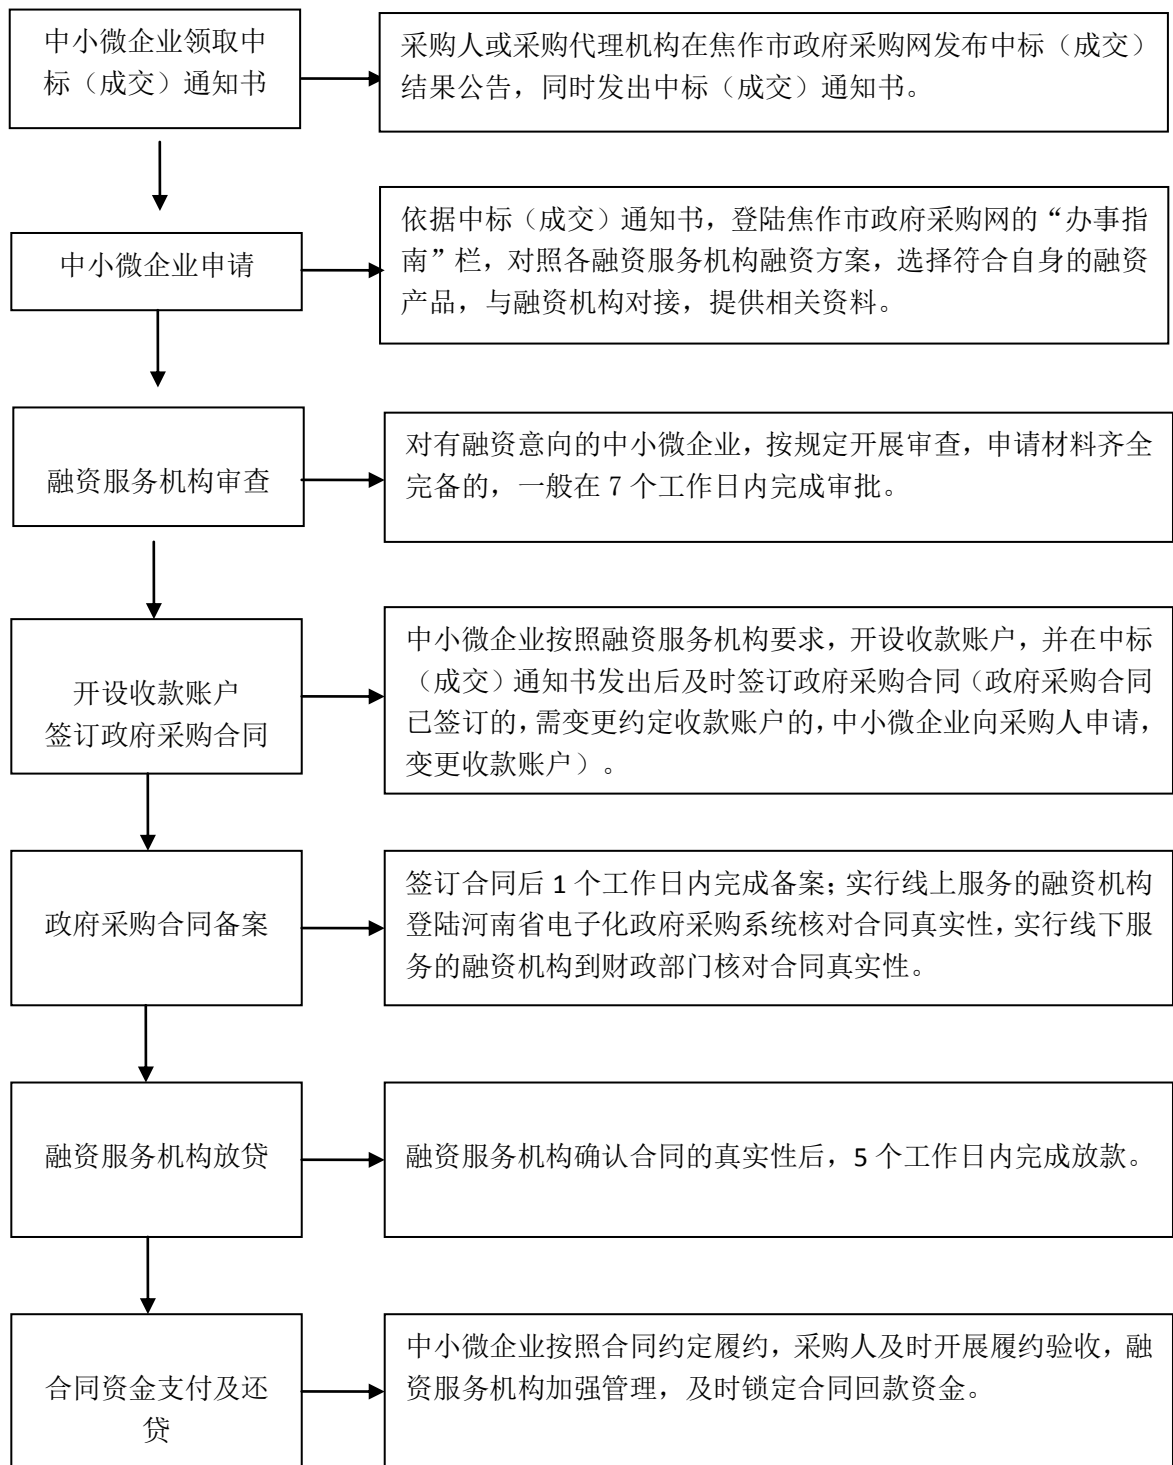 中小微企业领取中
标（成交）通知书
采购人或采购代理机构在焦作市政府采购网发布中标（成交）
结果公告，同时发出中标（成交）通知书。
中小微企业申请
依据中标（成交）通知书，登陆焦作市政府采购网的“办事指
南”栏，对照各融资服务机构融资方案，选择符合自身的融资
产品，与融资机构对接，提供相关资料。
融资服务机构审查
对有融资意向的中小微企业，按规定开展审查，申请材料齐全
完备的，一般在 7 个工作日内完成审批。
开设收款账户
签订政府采购合同
中小微企业按照融资服务机构要求，开设收款账户，并在中标
（成交）通知书发出后及时签订政府采购合同（政府采购合同
已签订的，需变更约定收款账户的，中小微企业向采购人申请，
变更收款账户）。
政府采购合同备案
签订合同后 1 个工作日内完成备案；实行线上服务的融资机构
登陆河南省电子化政府采购系统核对合同真实性，实行线下服
务的融资机构到财政部门核对合同真实性。
融资服务机构放贷
融资服务机构确认合同的真实性后，5 个工作日内完成放款。
合同资金支付及还
贷
中小微企业按照合同约定履约，采购人及时开展履约验收，融
资服务机构加强管理，及时锁定合同回款资金。